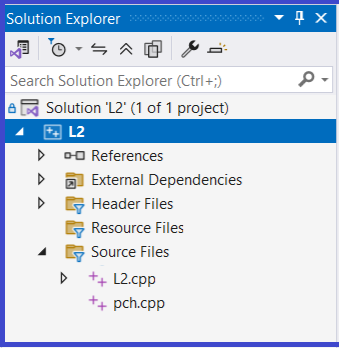 Solution Explorer
Search Solution Explorer (Ctrl+;)
Solution 'L2' (1 of 1 project)
L2
References
External Dependencies
Header Files
Resource Files
Source Files
L2.cpp
pch.cpp